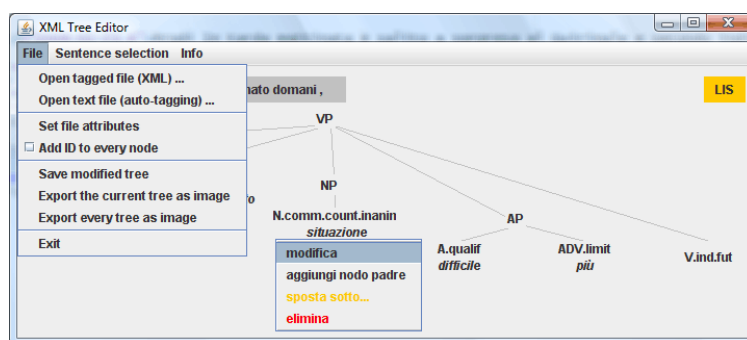 XML Tree Editor
File Sentence selection Info
Open tagged file (XML) ...
Open text file (auto-tagging) ...
Set file attributes
Add ID to every node
Save modified tree
Export the current tree as image
Export every tree as image
Exit
nato domani ,
LIS
VP
NP
AP
N.comm.count.inanin
situazione
A.qualif
difficile
ADV.limit
più
V.ind.fut
modifica
aggiungi nodo padre
sposta sotto...
elimina